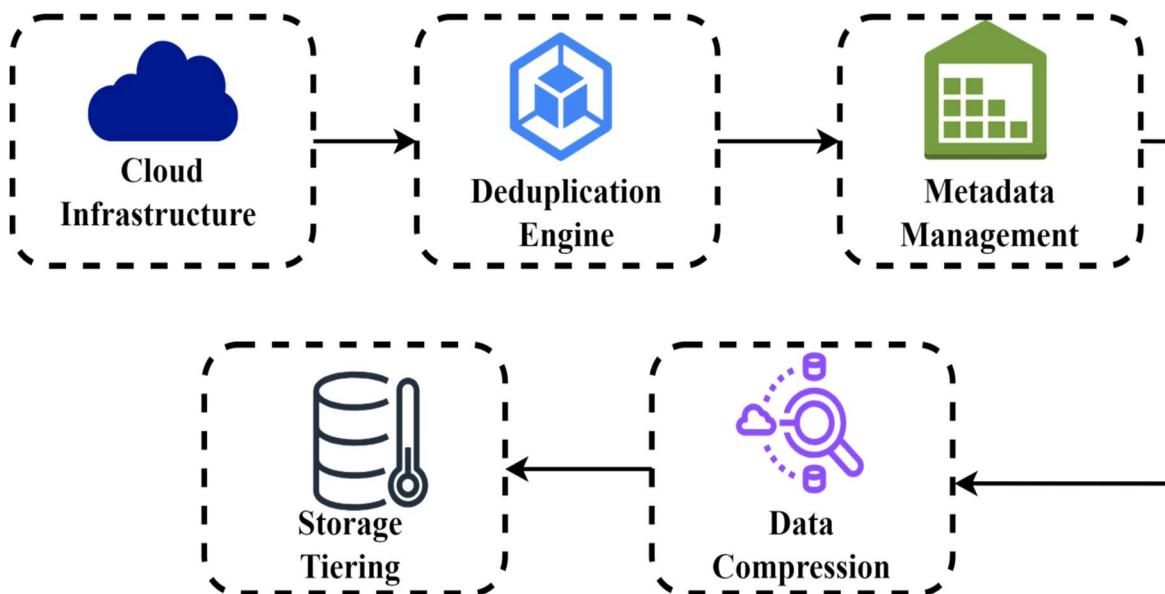 Cloud
Infrastructure
Deduplication
Engine
Metadata
Management
Storage
Tiering
Data
Compression